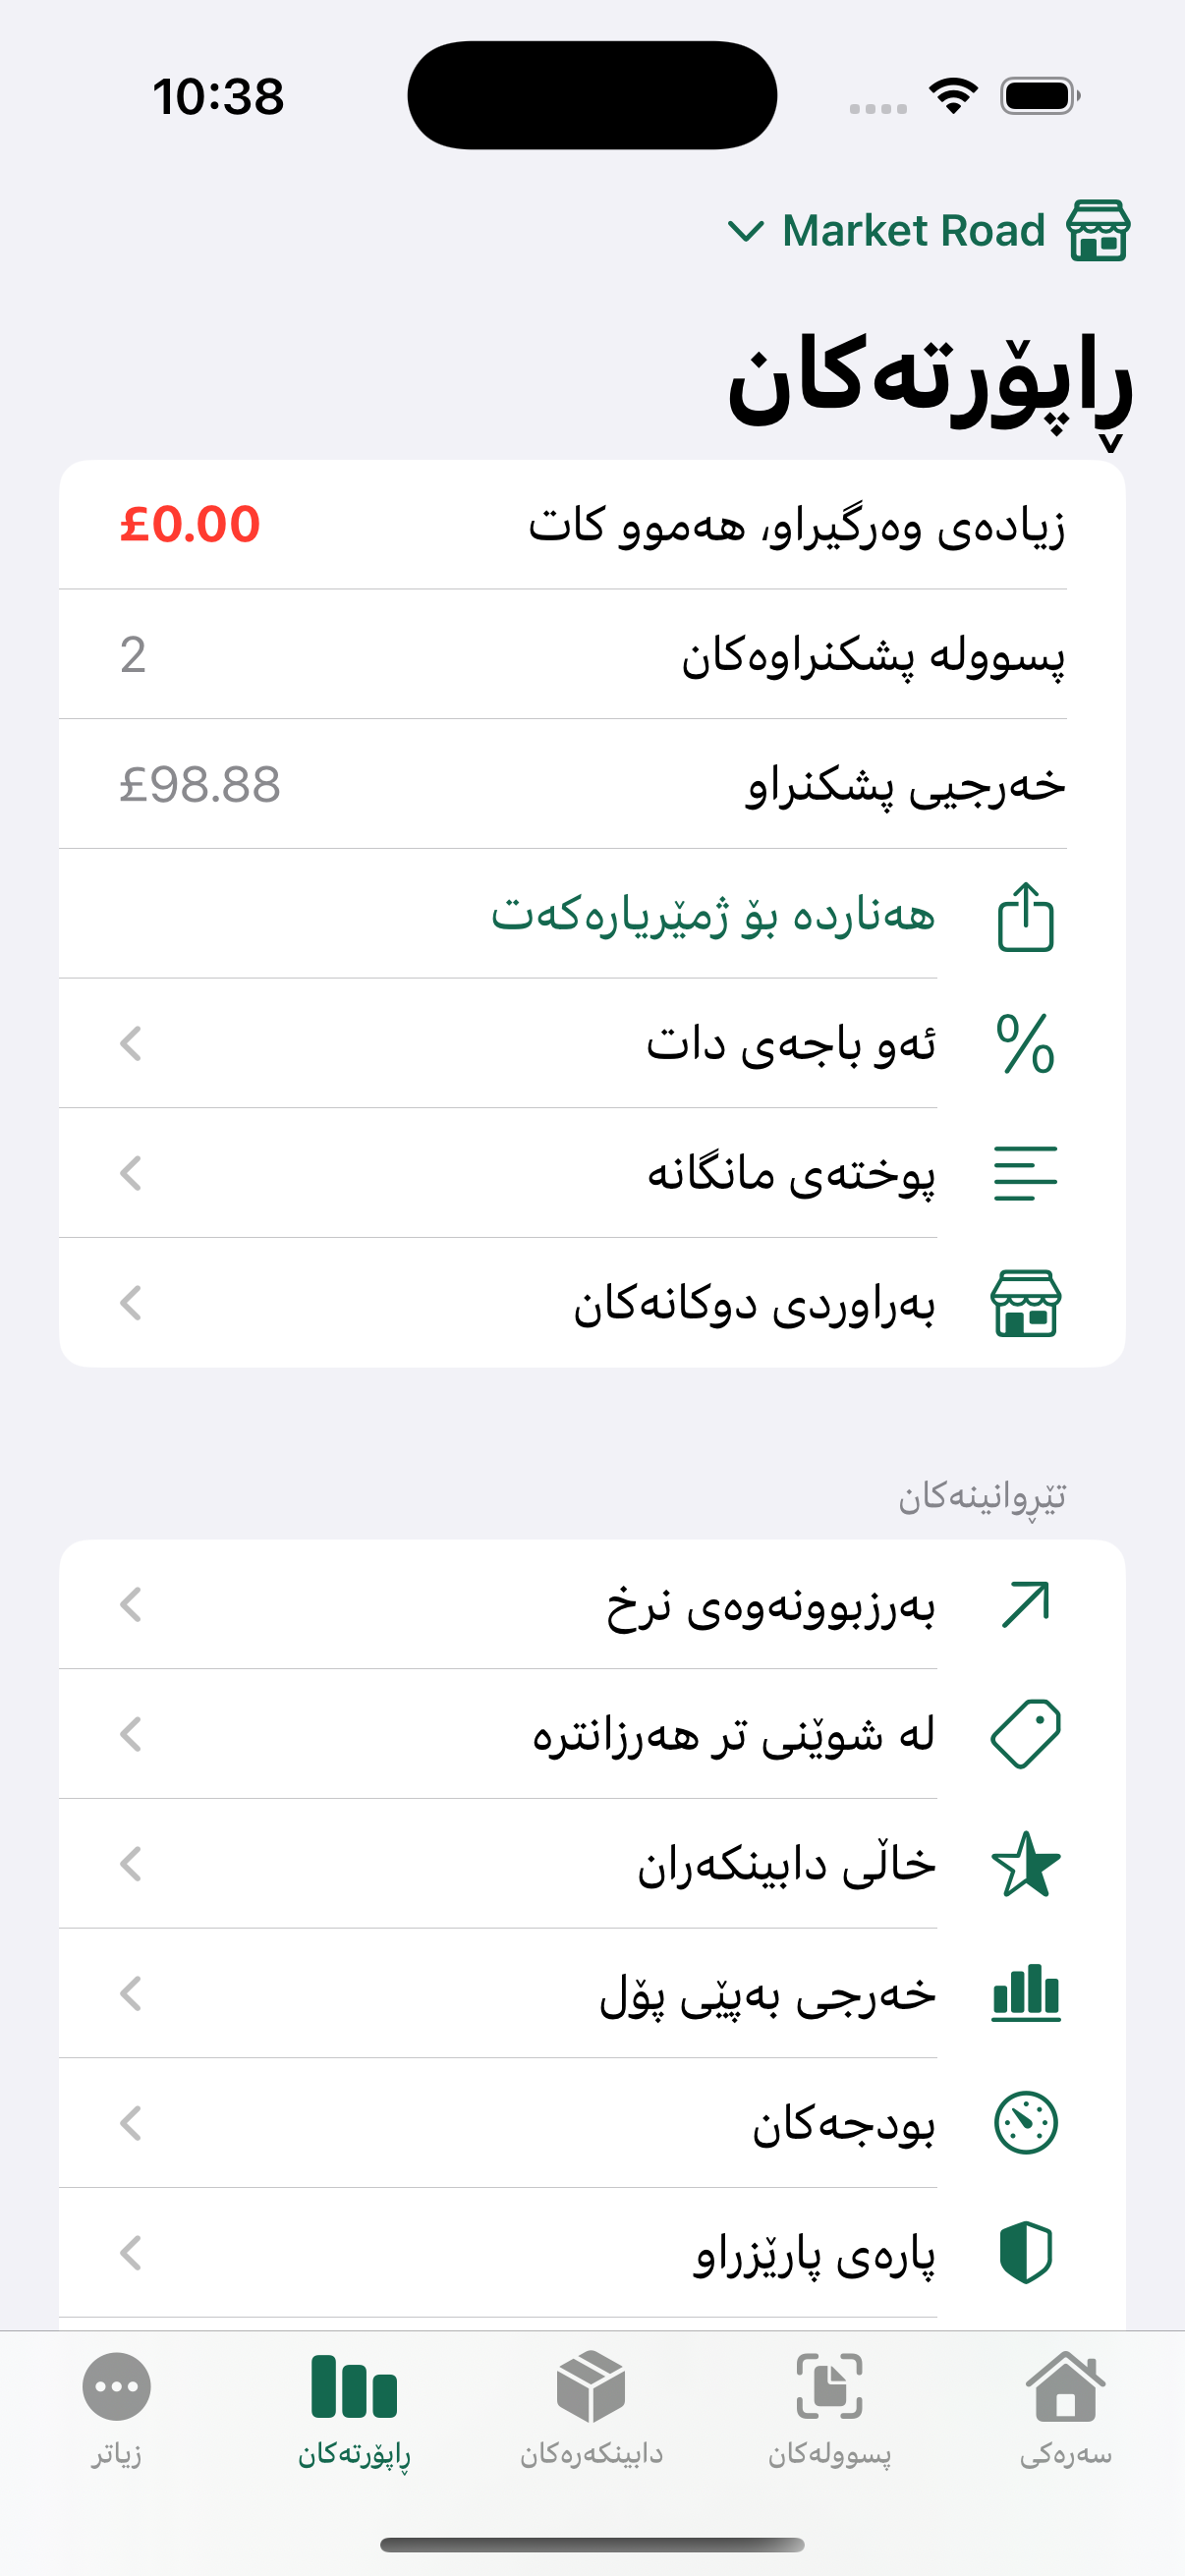 10:38
Market Road
ڕاپۆرتەکان
زیادەی وەرگیراو، هەموو کات
£0.00
پسوولە پشکنراوەکان
2
خەرجیی پشکنراو
£98.88
هەناردە بۆ ژمێریارەکەت
ئەو باجەی دات
پوختەی مانگانە
بەراوردی دوکانەکان
تێڕوانینەکان
بەرزبوونەوەی نرخ
لە شوێنی تر هەرزانترە
خاڵی دابینکەران
خەرجی بەپێی پۆل
بودجەکان
پارەی پارێزراو
سەرەکی
پسوولەکان
دابینکەرەکان
ڕاپۆرتەکان
زیاتر